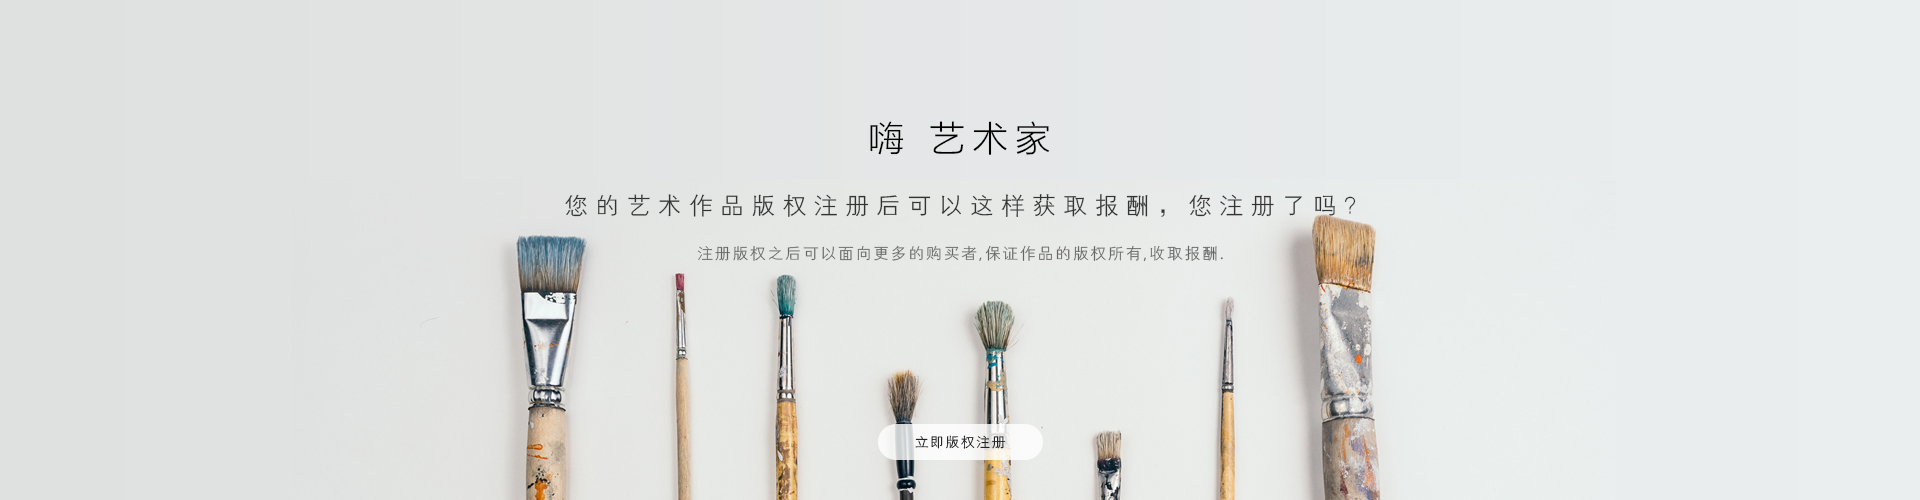 嗨 艺术家
您的艺术作品版权注册后可以这样获取报酬，您注册了吗?
注册版权之后可以面向更多的购买者,保证作品的版权所有,收取报酬.
立即版权注册